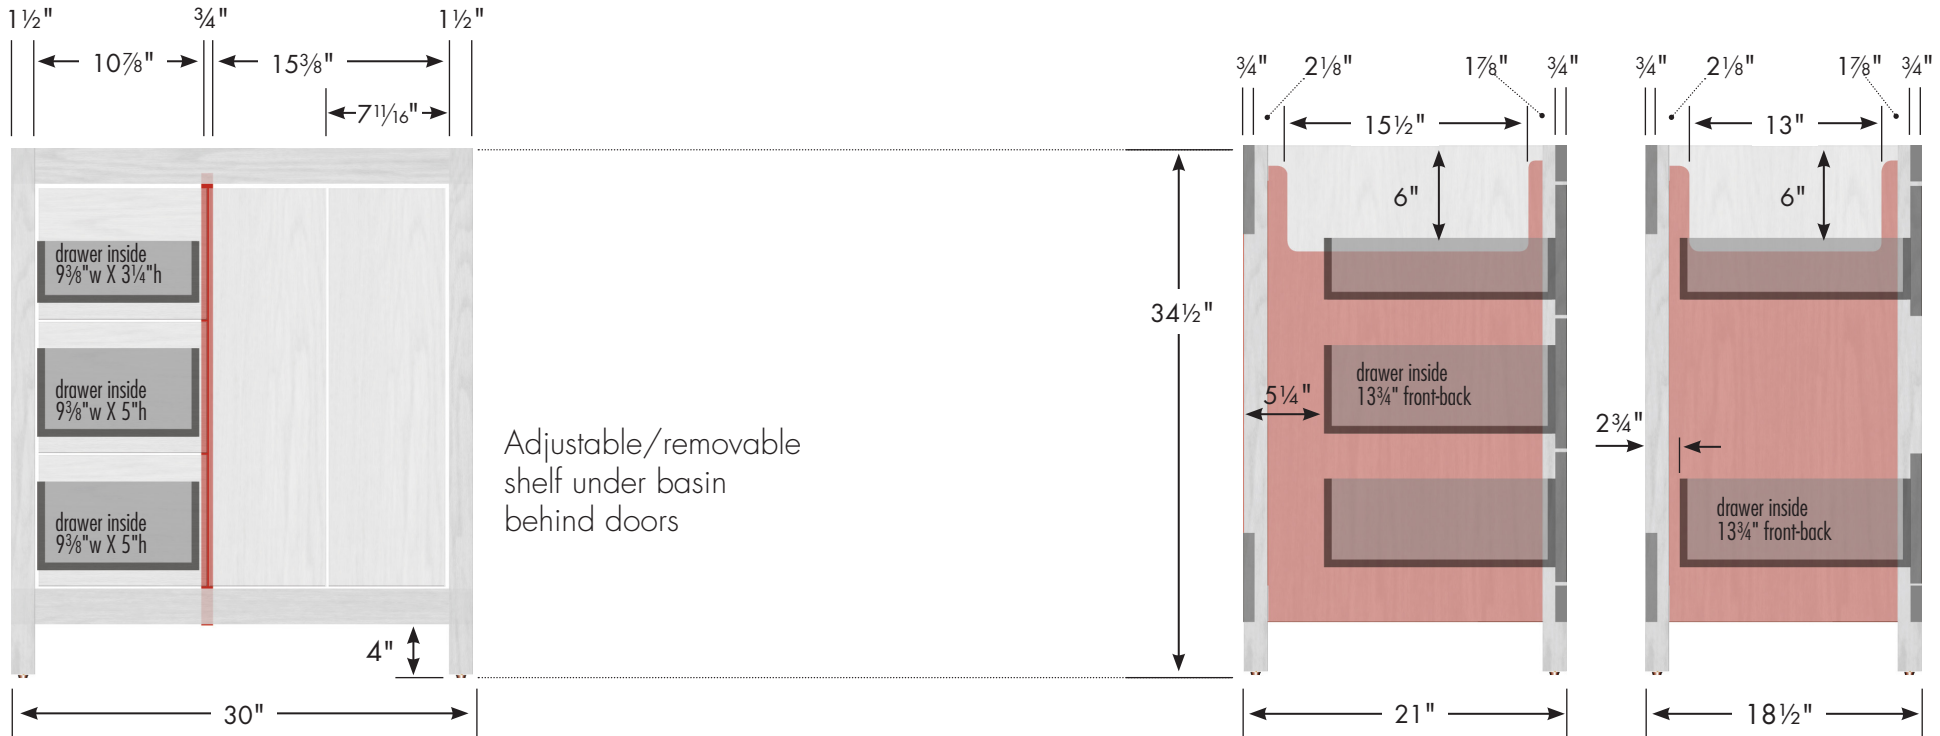 1½" ¾" 1½"
10⅞" 15⅜"
7¹¹⁄₁₆"
drawer inside
9⅜"w X 3¼"h
drawer inside
9⅜"w X 5"h
drawer inside
9⅜"w X 5"h
4"
30"
Adjustable/removable
shelf under basin
behind doors
34½"
¾" 2⅛" 1⅞" ¾"
15½"
6"
5¼"
drawer inside
13¾" front-back
21"
¾" 2⅛" 1⅞" ¾"
13"
6"
2¾"
drawer inside
13¾" front-back
18½"